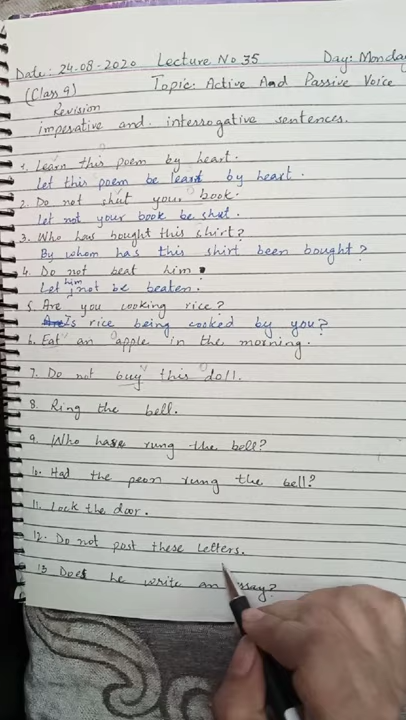 Date: 24-08-2020 Lecture No 35 Day: Monday
(Class 9) Topic: Active And Passive Voice
Revision
imperative and interrogative sentences.
1. Learn this poem by heart.
Let this poem be learnt by heart.
2. Do not shut your book.
Let not your book be shut.
3. Who has bought this shirt?
By whom has this shirt been bought?
4. Do not beat him.
Let him not be beaten.
5. Are you cooking rice?
Is rice being cooked by you?
6. Eat an apple in the morning.
7. Do not buy this doll.
8. Ring the bell.
9. Who has rung the bell?
10. Had the peon rung the bell?
11. Lock the door.
12. Do not post these letters.
13 Does he write an essay?